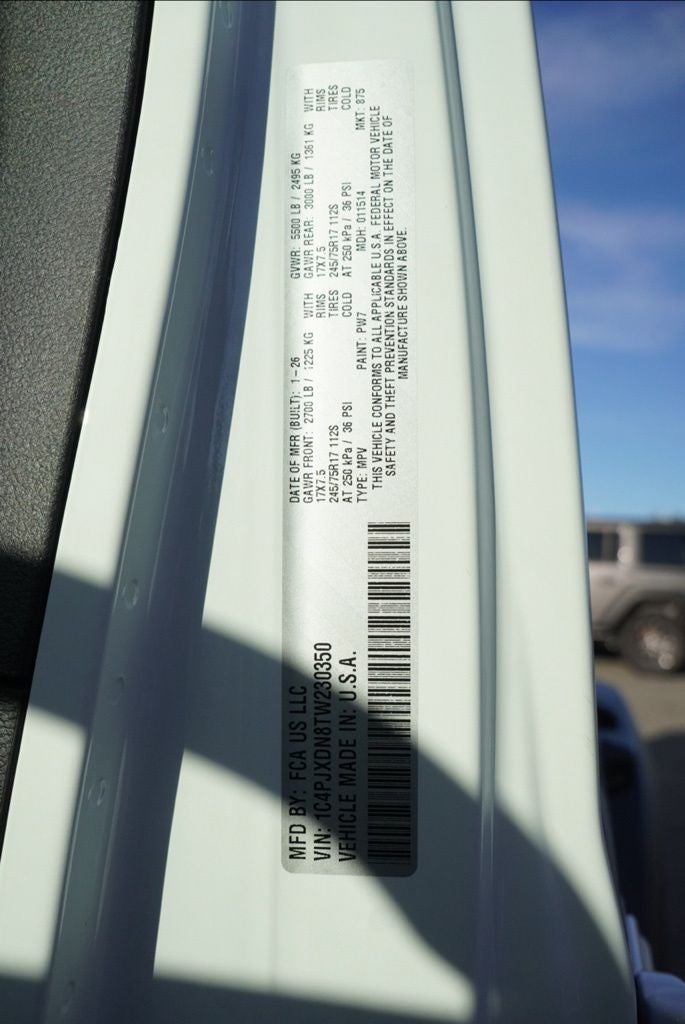 MFD BY: FCA US LLC
VIN: 1C4PJXDN8TW230350
VEHICLE MADE IN: U.S.A.
DATE OF MFR (BUILT): 1-26 GVWR: 5500 LB / 2495 KG
GAWR FRONT: 2700 LB / 1225 KG WITH GAWR REAR: 3000 LB / 1361 KG WITH
17X7.5 RIMS 17X7.5 RIMS
245/75R17 112S TIRES 245/75R17 112S TIRES
AT 250 kPa / 36 PSI COLD AT 250 kPa / 36 PSI COLD
TYPE: MPV PAINT: PW7 MDH: 011514 MKT: 875
THIS VEHICLE CONFORMS TO ALL APPLICABLE U.S.A. FEDERAL MOTOR VEHICLE
SAFETY AND THEFT PREVENTION STANDARDS IN EFFECT ON THE DATE OF
MANUFACTURE SHOWN ABOVE.